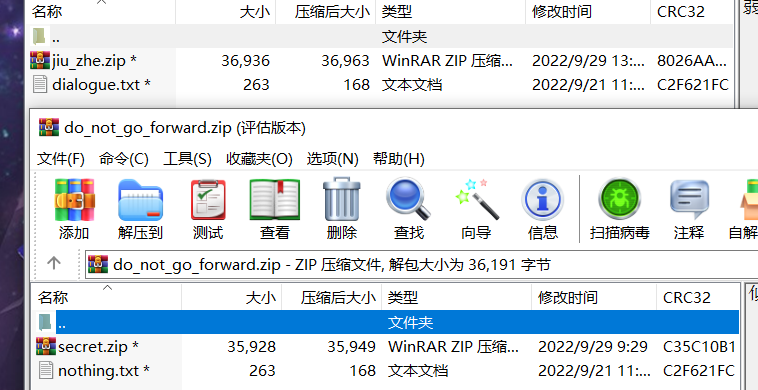 名称 大小 压缩后大小 类型 修改时间 CRC32
.. 文件夹
jiu_zhe.zip * 36,936 36,963 WinRAR ZIP 压缩... 2022/9/29 13:... 8026AA...
dialogue.txt * 263 168 文本文档 2022/9/21 11:... C2F621FC
do_not_go_forward.zip (评估版本)
文件(F) 命令(C) 工具(S) 收藏夹(O) 选项(N) 帮助(H)
添加 解压到 测试 查看 删除 查找 向导 信息 扫描病毒 注释 自解
do_not_go_forward.zip - ZIP 压缩文件, 解包大小为 36,191 字节
名称 大小 压缩后大小 类型 修改时间 CRC32
.. 文件夹
secret.zip * 35,928 35,949 WinRAR ZIP 压缩... 2022/9/29 9:29 C35C10B1
nothing.txt * 263 168 文本文档 2022/9/21 11:... C2F621FC